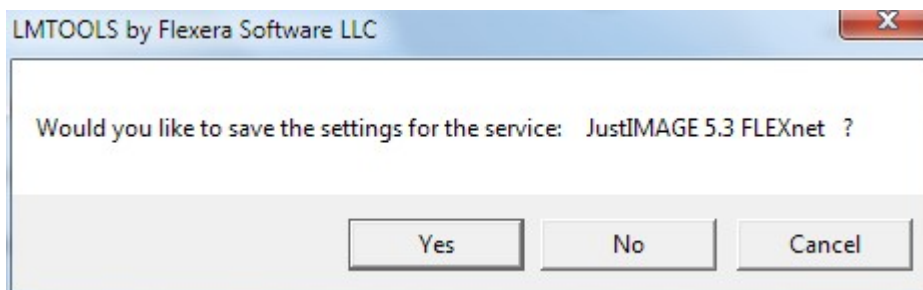 LMTOOLS by Flexera Software LLC
Would you like to save the settings for the service: JustIMAGE 5.3 FLEXnet ?
Yes No Cancel